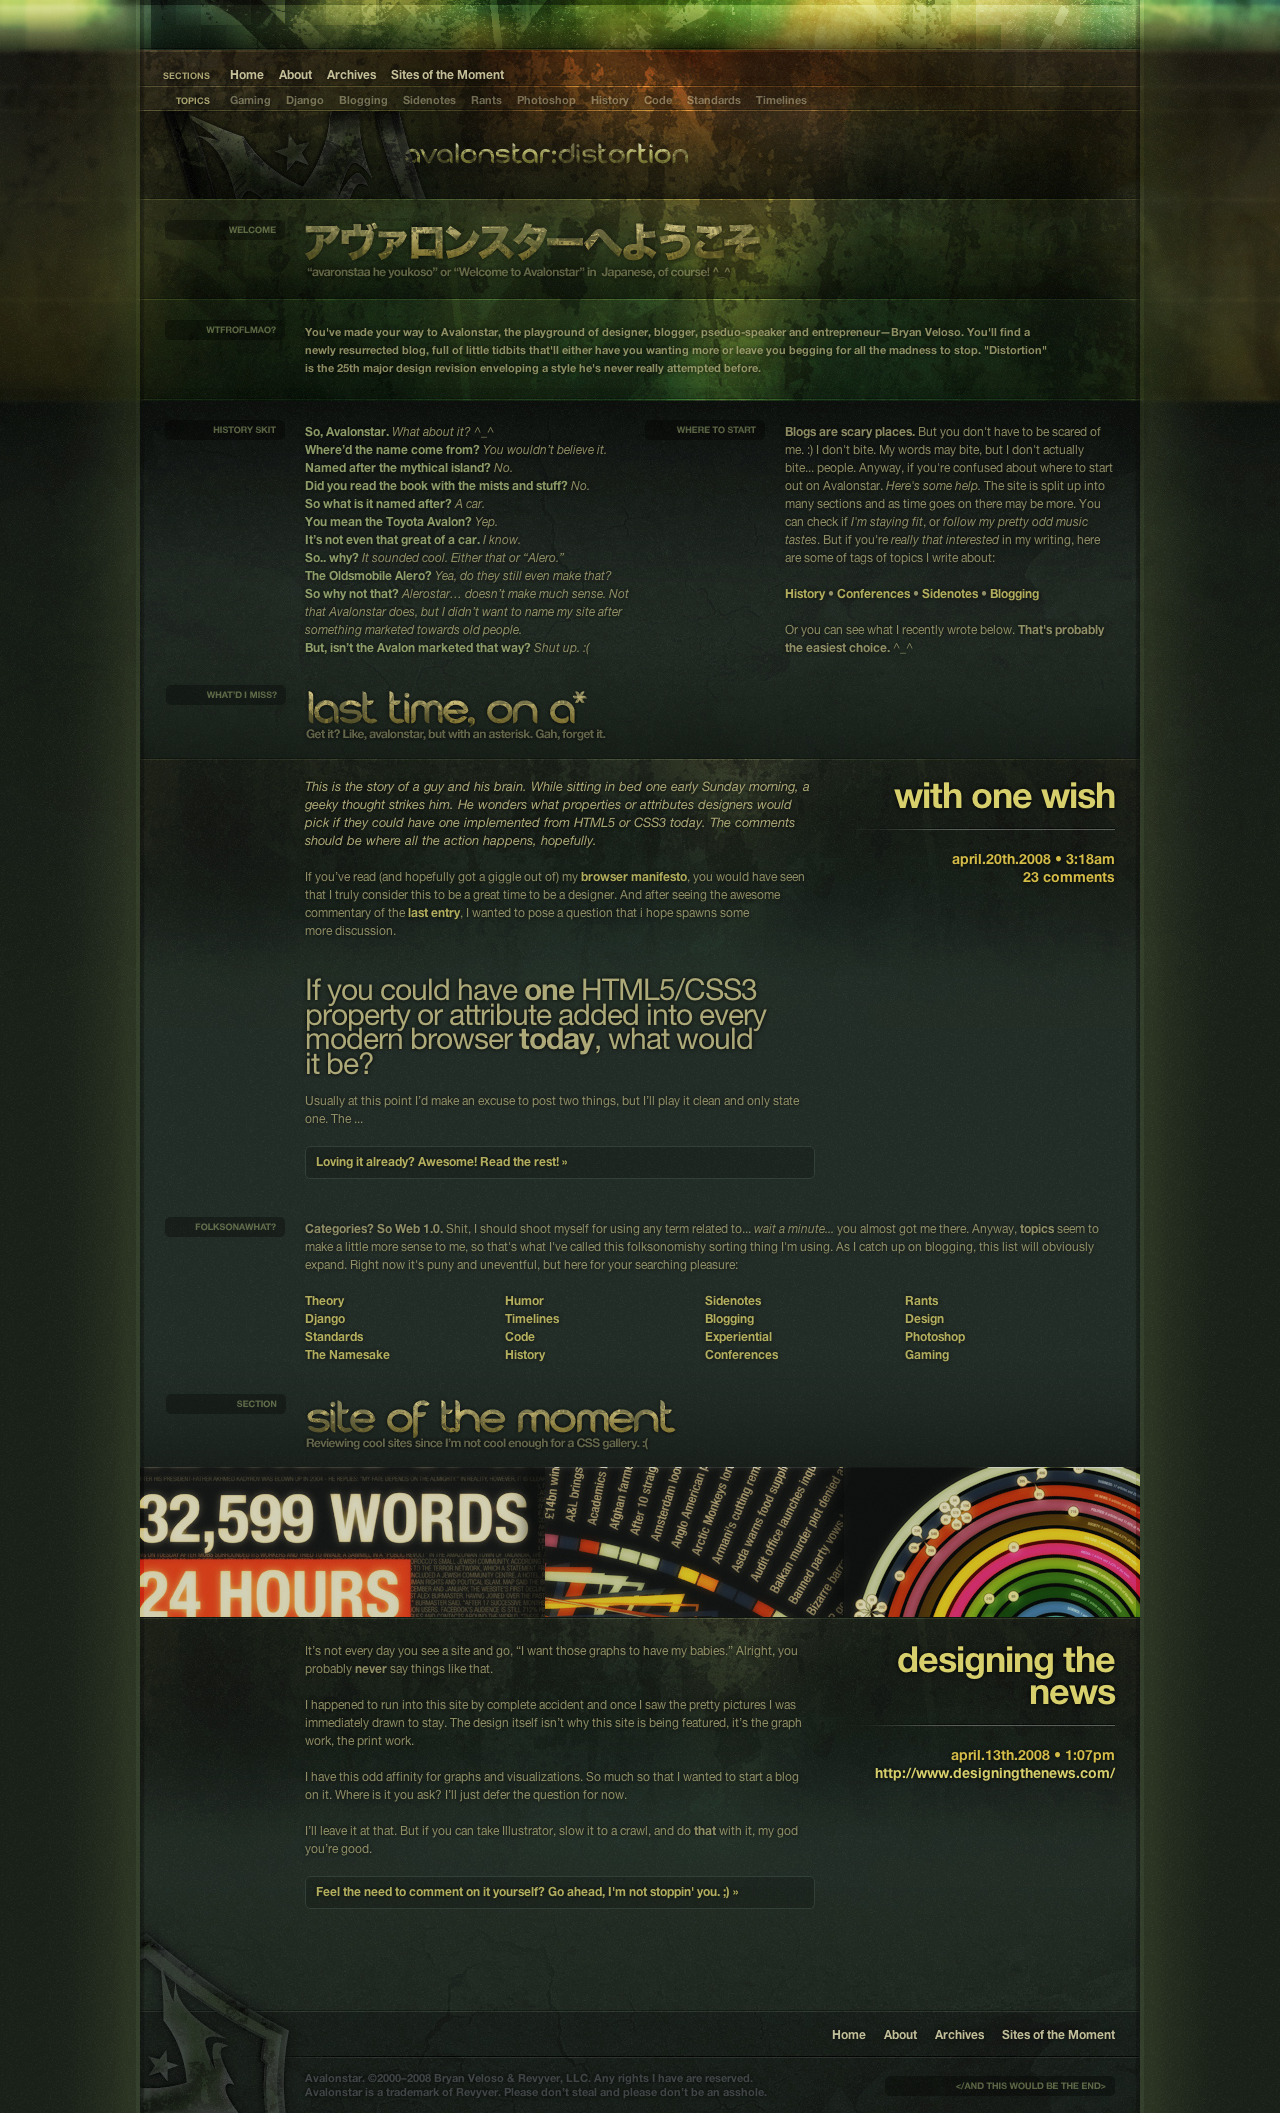 SECTIONS Home About Archives Sites of the Moment
TOPICS Gaming Django Blogging Sidenotes Rants Photoshop History Code Standards Timelines
avalonstar:distortion
WELCOME
アヴァロンスターへようこそ
“avaronstaa he youkoso” or “Welcome to Avalonstar” in Japanese, of course! ^_^
WTFROFLMAO?
You've made your way to Avalonstar, the playground of designer, blogger, pseduo-speaker and entrepreneur—Bryan Veloso. You'll find a
newly resurrected blog, full of little tidbits that'll either have you wanting more or leave you begging for all the madness to stop. "Distortion"
is the 25th major design revision enveloping a style he's never really attempted before.
HISTORY SKIT
So, Avalonstar. What about it? ^_^
Where’d the name come from? You wouldn’t believe it.
Named after the mythical island? No.
Did you read the book with the mists and stuff? No.
So what is it named after? A car.
You mean the Toyota Avalon? Yep.
It’s not even that great of a car. I know.
So.. why? It sounded cool. Either that or “Alero.”
The Oldsmobile Alero? Yea, do they still even make that?
So why not that? Alerostar… doesn’t make much sense. Not
that Avalonstar does, but I didn’t want to name my site after
something marketed towards old people.
But, isn’t the Avalon marketed that way? Shut up. :(
WHERE TO START
Blogs are scary places. But you don't have to be scared of
me. :) I don't bite. My words may bite, but I don't actually
bite... people. Anyway, if you're confused about where to start
out on Avalonstar. Here's some help. The site is split up into
many sections and as time goes on there may be more. You
can check if I'm staying fit, or follow my pretty odd music
tastes. But if you're really that interested in my writing, here
are some of tags of topics I write about:
History • Conferences • Sidenotes • Blogging
Or you can see what I recently wrote below. That's probably
the easiest choice. ^_^
WHAT'D I MISS?
last time, on a*
Get it? Like, avalonstar, but with an asterisk. Gah, forget it.
This is the story of a guy and his brain. While sitting in bed one early Sunday morning, a
geeky thought strikes him. He wonders what properties or attributes designers would
pick if they could have one implemented from HTML5 or CSS3 today. The comments
should be where all the action happens, hopefully.
If you’ve read (and hopefully got a giggle out of) my browser manifesto, you would have seen
that I truly consider this to be a great time to be a designer. And after seeing the awesome
commentary of the last entry, I wanted to pose a question that i hope spawns some
more discussion.
If you could have one HTML5/CSS3
property or attribute added into every
modern browser today, what would
it be?
Usually at this point I’d make an excuse to post two things, but I’ll play it clean and only state
one. The ...
Loving it already? Awesome! Read the rest! »
with one wish
april.20th.2008 • 3:18am
23 comments
FOLKSONAWHAT?
Categories? So Web 1.0. Shit, I should shoot myself for using any term related to... wait a minute... you almost got me there. Anyway, topics seem to
make a little more sense to me, so that's what I've called this folksonomishy sorting thing I'm using. As I catch up on blogging, this list will obviously
expand. Right now it's puny and uneventful, but here for your searching pleasure:
Theory Humor Sidenotes Rants
Django Timelines Blogging Design
Standards Code Experiential Photoshop
The Namesake History Conferences Gaming
SECTION
site of the moment
Reviewing cool sites since I'm not cool enough for a CSS gallery. :(
32,599 WORDS
24 HOURS
£14bn win
A&L brings
Academics
Afghan farme
After 10 straig
Amsterdam loo
Anglo American
Arctic Monkeys
Armani's cutting
Asda warns food suppl
Audit office launches inqu
Balkan murder plot denied
Banned party vows
Bizarre
It’s not every day you see a site and go, “I want those graphs to have my babies.” Alright, you
probably never say things like that.
I happened to run into this site by complete accident and once I saw the pretty pictures I was
immediately drawn to stay. The design itself isn’t why this site is being featured, it’s the graph
work, the print work.
I have this odd affinity for graphs and visualizations. So much so that I wanted to start a blog
on it. Where is it you ask? I’ll just defer the question for now.
I’ll leave it at that. But if you can take Illustrator, slow it to a crawl, and do that with it, my god
you’re good.
Feel the need to comment on it yourself? Go ahead, I'm not stoppin' you. ;) »
designing the
news
april.13th.2008 • 1:07pm
http://www.designingthenews.com/
Home About Archives Sites of the Moment
Avalonstar. ©2000–2008 Bryan Veloso & Revyver, LLC. Any rights I have are reserved.
Avalonstar is a trademark of Revyver. Please don’t steal and please don’t be an asshole.
</AND THIS WOULD BE THE END>